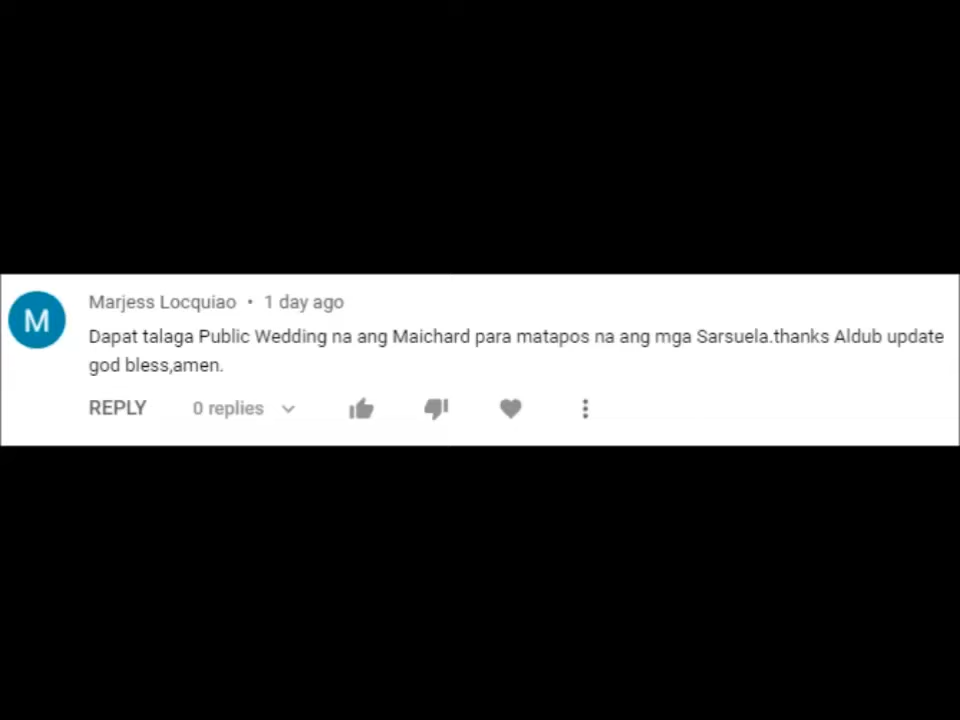 M
Marjess Locquiao • 1 day ago
Dapat talaga Public Wedding na ang Maichard para matapos na ang mga Sarsuela.thanks Aldub update
god bless,amen.
REPLY 0 replies